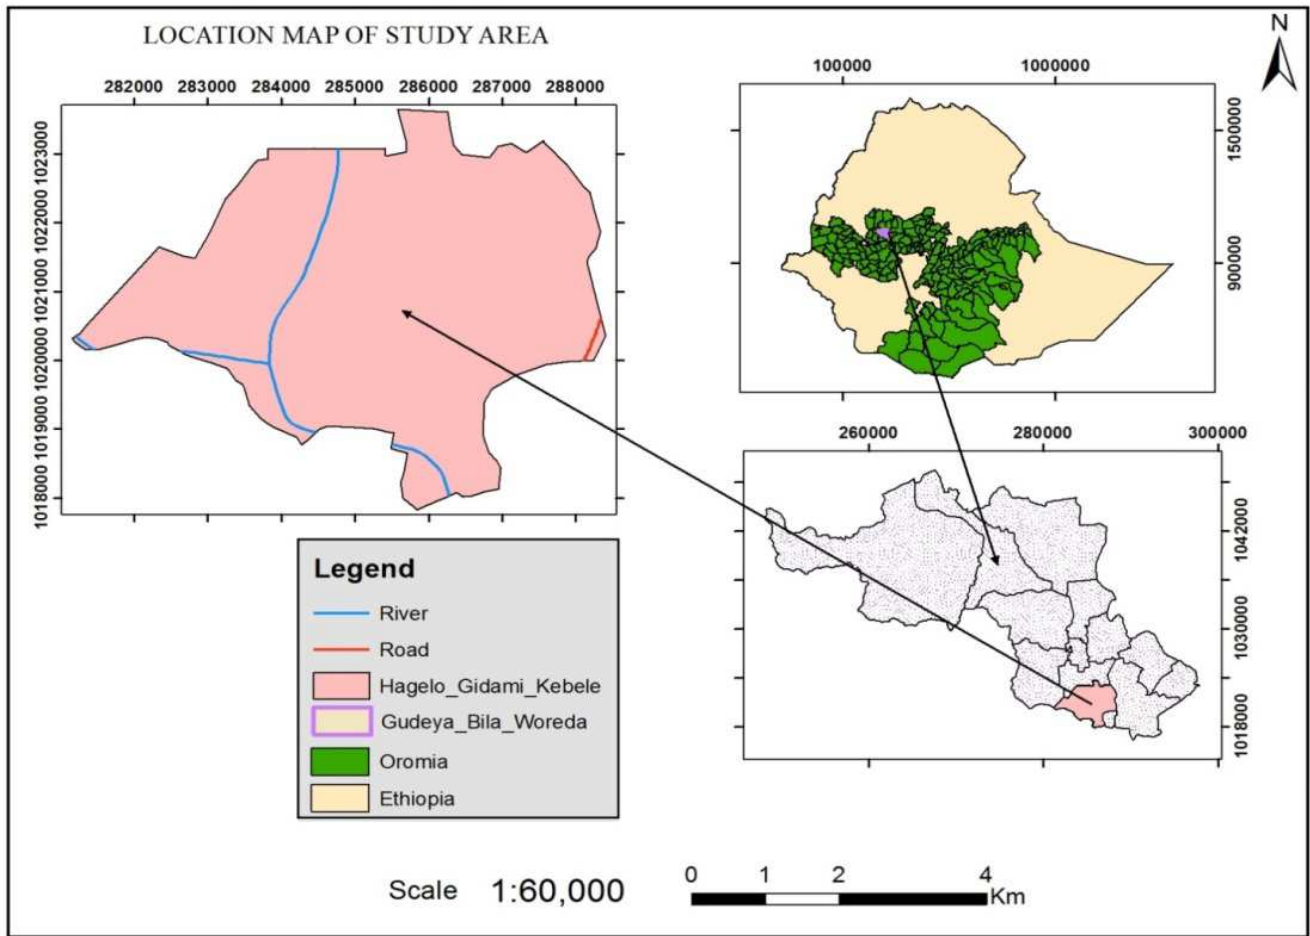 LOCATION MAP OF STUDY AREA
N
282000 283000 284000 285000 286000 287000 288000
1023000
1022000
1021000
1020000
1019000
1018000
100000 1000000
1500000
900000
260000 280000 300000
1042000
1030000
1018000
Legend
River
Road
Hagelo_Gidami_Kebele
Gudeya_Bila_Woreda
Oromia
Ethiopia
Scale 1:60,000
0 1 2 4
Km